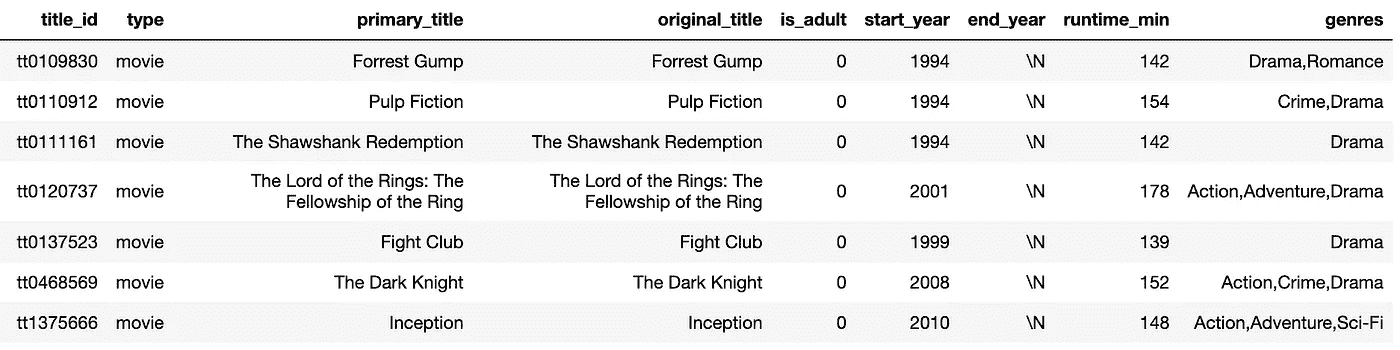 title_id type primary_title original_title is_adult start_year end_year runtime_min genres
tt0109830 movie Forrest Gump Forrest Gump 0 1994 \N 142 Drama,Romance
tt0110912 movie Pulp Fiction Pulp Fiction 0 1994 \N 154 Crime,Drama
tt0111161 movie The Shawshank Redemption The Shawshank Redemption 0 1994 \N 142 Drama
tt0120737 movie The Lord of the Rings: The Fellowship of the Ring The Lord of the Rings: The Fellowship of the Ring 0 2001 \N 178 Action,Adventure,Drama
tt0137523 movie Fight Club Fight Club 0 1999 \N 139 Drama
tt0468569 movie The Dark Knight The Dark Knight 0 2008 \N 152 Action,Crime,Drama
tt1375666 movie Inception Inception 0 2010 \N 148 Action,Adventure,Sci-Fi